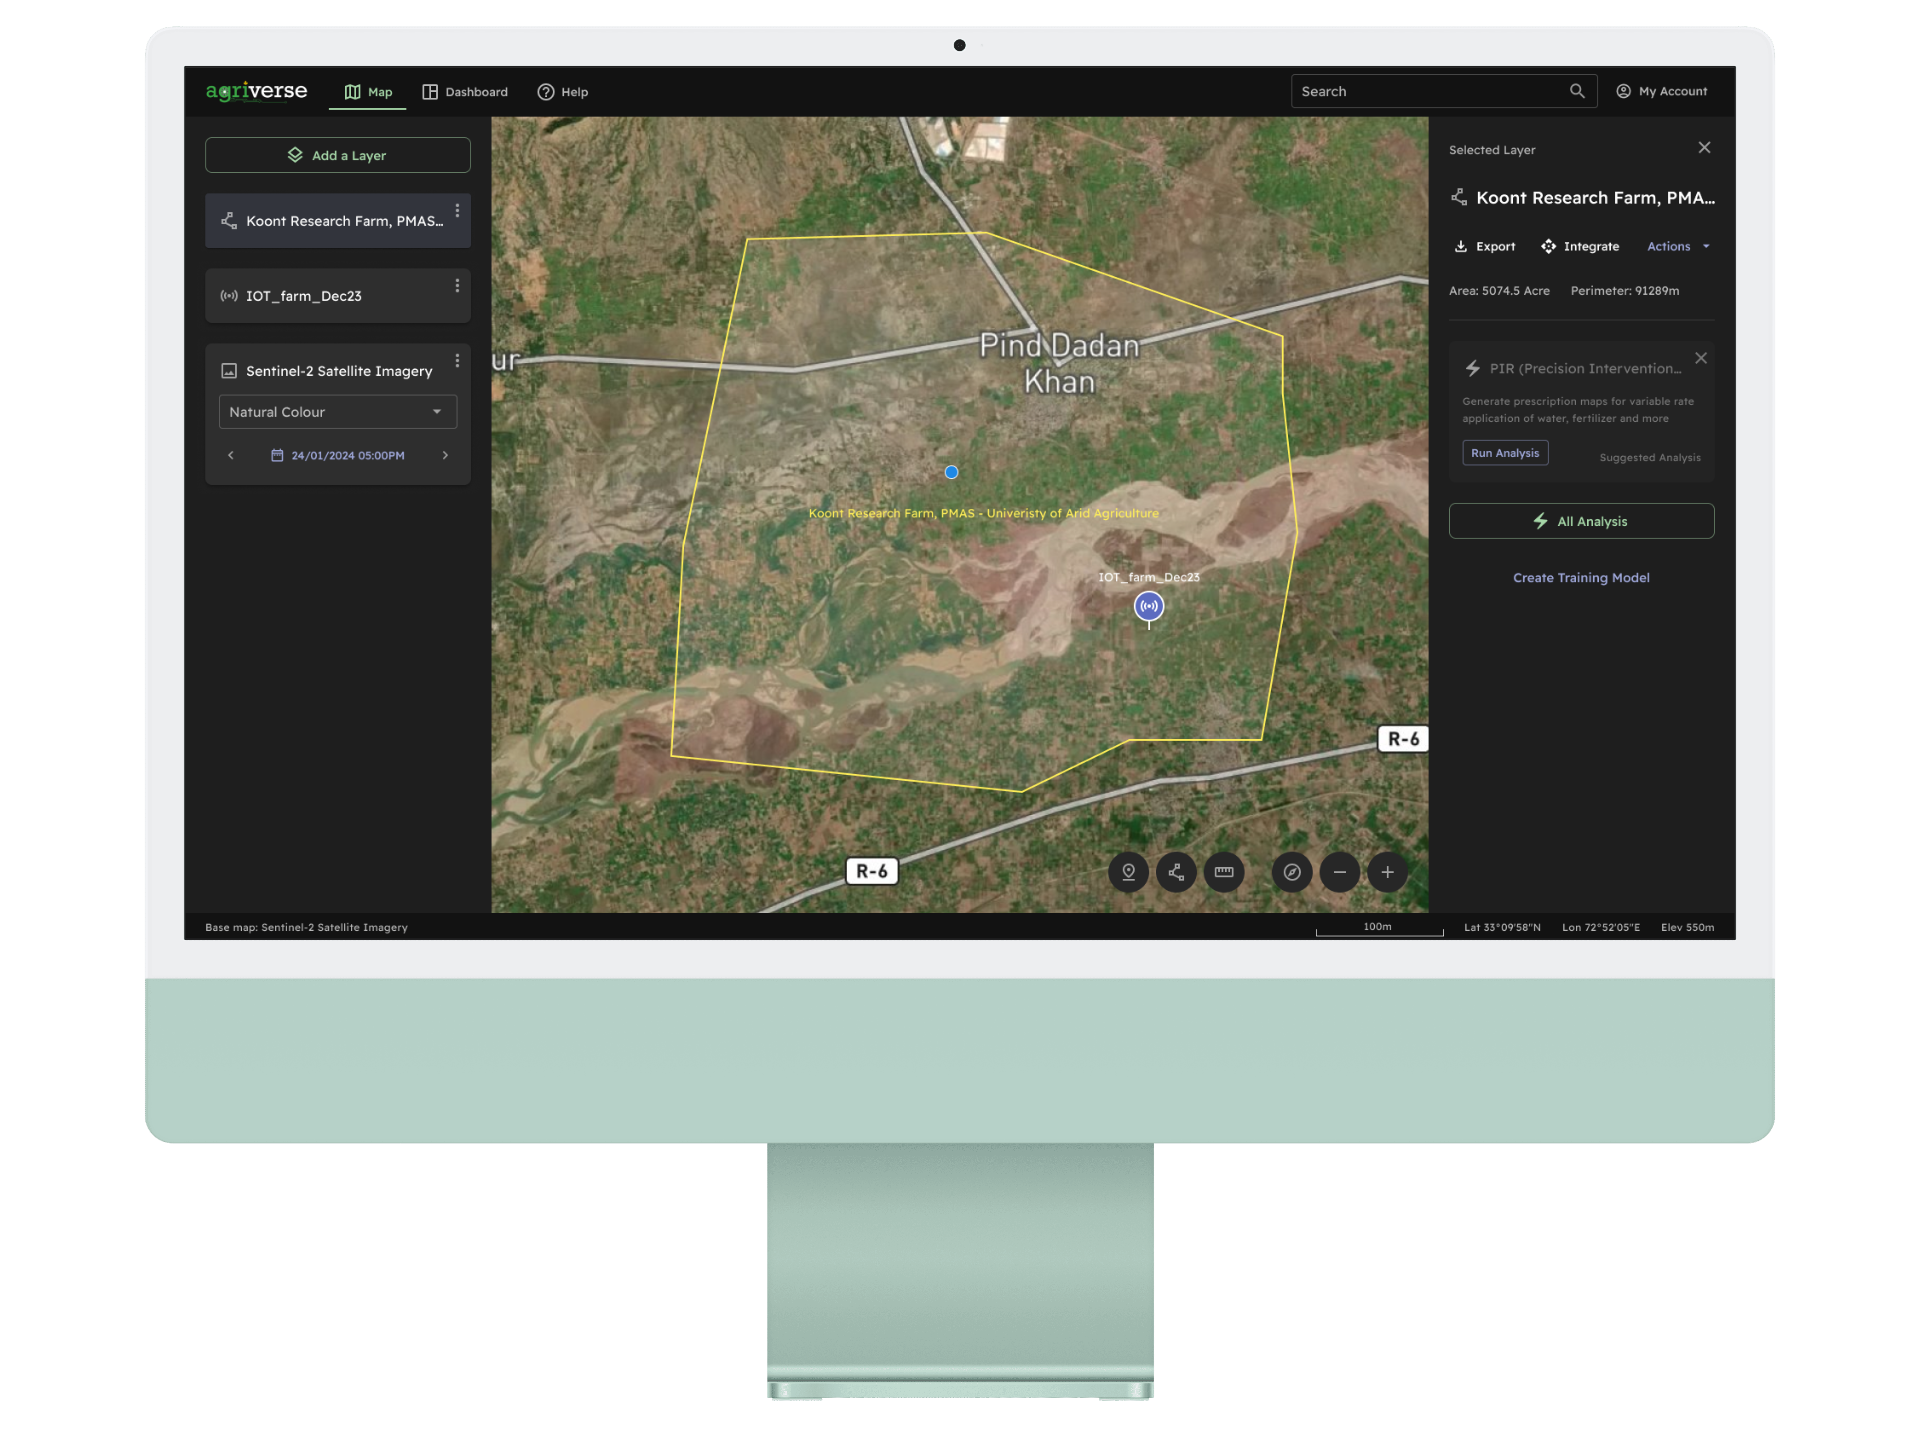 agriverse
Map
Dashboard
Help
Search
My Account
Add a Layer
Koont Research Farm, PMAS...
IOT_farm_Dec23
Sentinel-2 Satellite Imagery
Natural Colour
24/01/2024 05:00PM
ur
Pind Dadan
Khan
Koont Research Farm, PMAS - Univeristy of Arid Agriculture
IOT_farm_Dec23
R-6
R-6
Selected Layer
Koont Research Farm, PMA...
Export
Integrate
Actions
Area: 5074.5 Acre
Perimeter: 91289m
PIR (Precision Intervention...
Generate prescription maps for variable rate
application of water, fertilizer and more
Run Analysis
Suggested Analysis
All Analysis
Create Training Model
Base map: Sentinel-2 Satellite Imagery
100m
Lat 33°09'58"N
Lon 72°52'05"E
Elev 550m